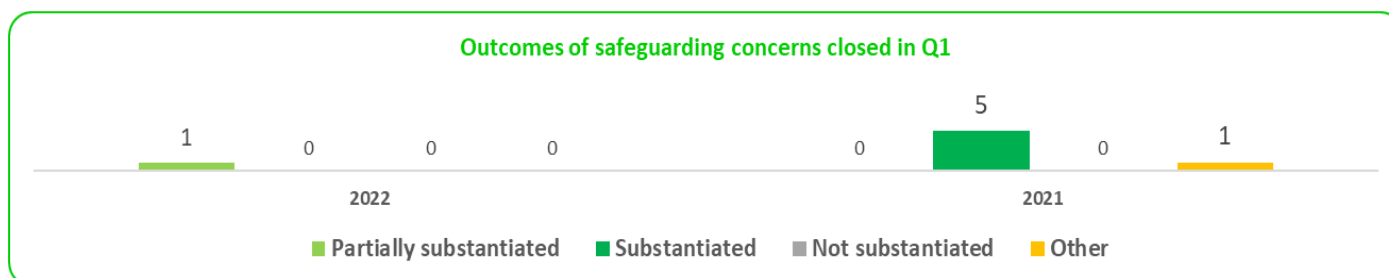 Outcomes of safeguarding concerns closed in Q1
1 0 0 0 0 5 0 1
2022 2021
Partially substantiated Substantiated Not substantiated Other